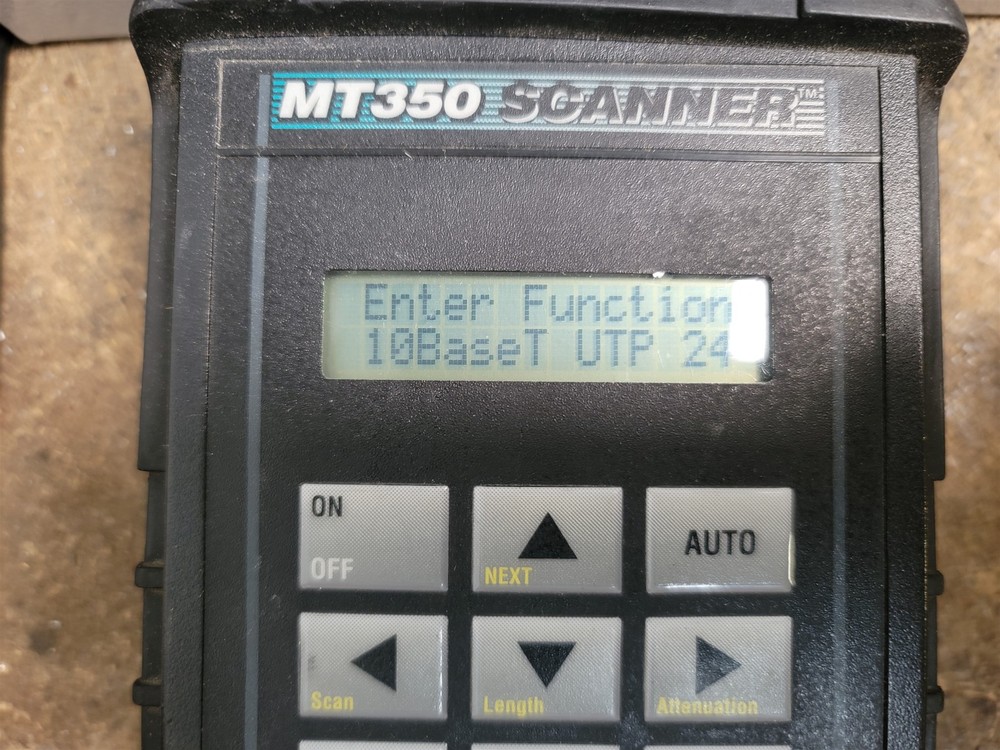 MT350 SCANNER™
Enter Function
10BaseT UTP 24
ON
OFF
NEXT
AUTO
Scan
Length
Attenuation